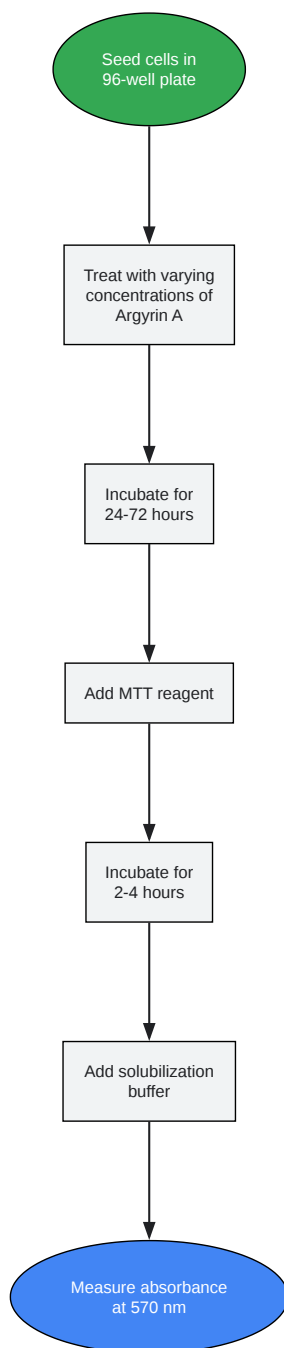 Seed cells in
96-well plate
Treat with varying
concentrations of
Argyrin A
Incubate for
24-72 hours
Add MTT reagent
Incubate for
2-4 hours
Add solubilization
buffer
Measure absorbance
at 570 nm